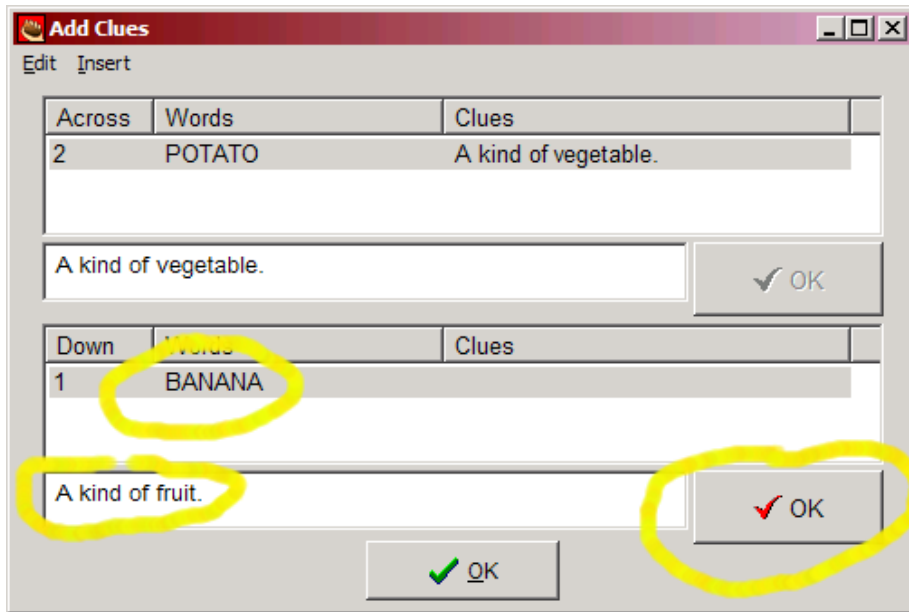 Add Clues
Edit Insert
Across Words Clues
2 POTATO A kind of vegetable.
A kind of vegetable.
OK
Down Words Clues
1 BANANA
A kind of fruit.
OK
OK